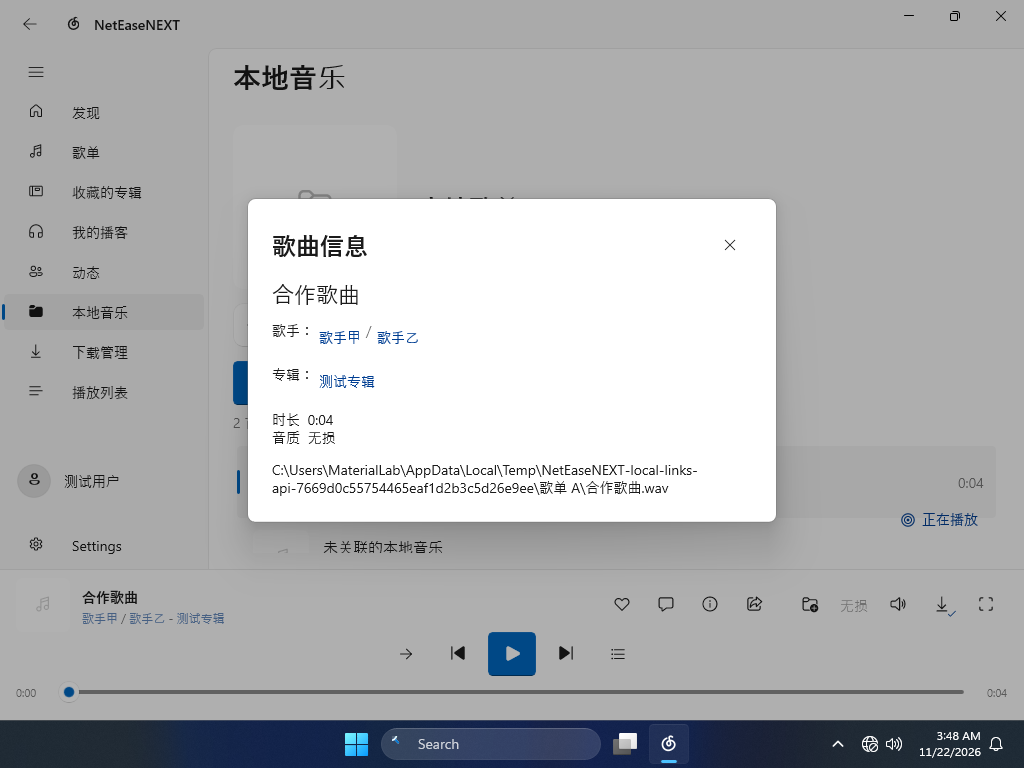 NetEaseNEXT
本地音乐
发现
歌单
收藏的专辑
我的播客
动态
本地音乐
下载管理
播放列表
测试用户
Settings
歌曲信息
合作歌曲
歌手： 歌手甲 / 歌手乙
专辑： 测试专辑
时长 0:04
音质 无损
C:\Users\MaterialLab\AppData\Local\Temp\NetEaseNEXT-local-links-
api-7669d0c55754465eaf1d2b3c5d26e9ee\歌单 A\合作歌曲.wav
2
0:04
正在播放
未关联的本地音乐
合作歌曲
歌手甲 / 歌手乙 - 测试专辑
无损
0:00
0:04
Search
3:48 AM
11/22/2026